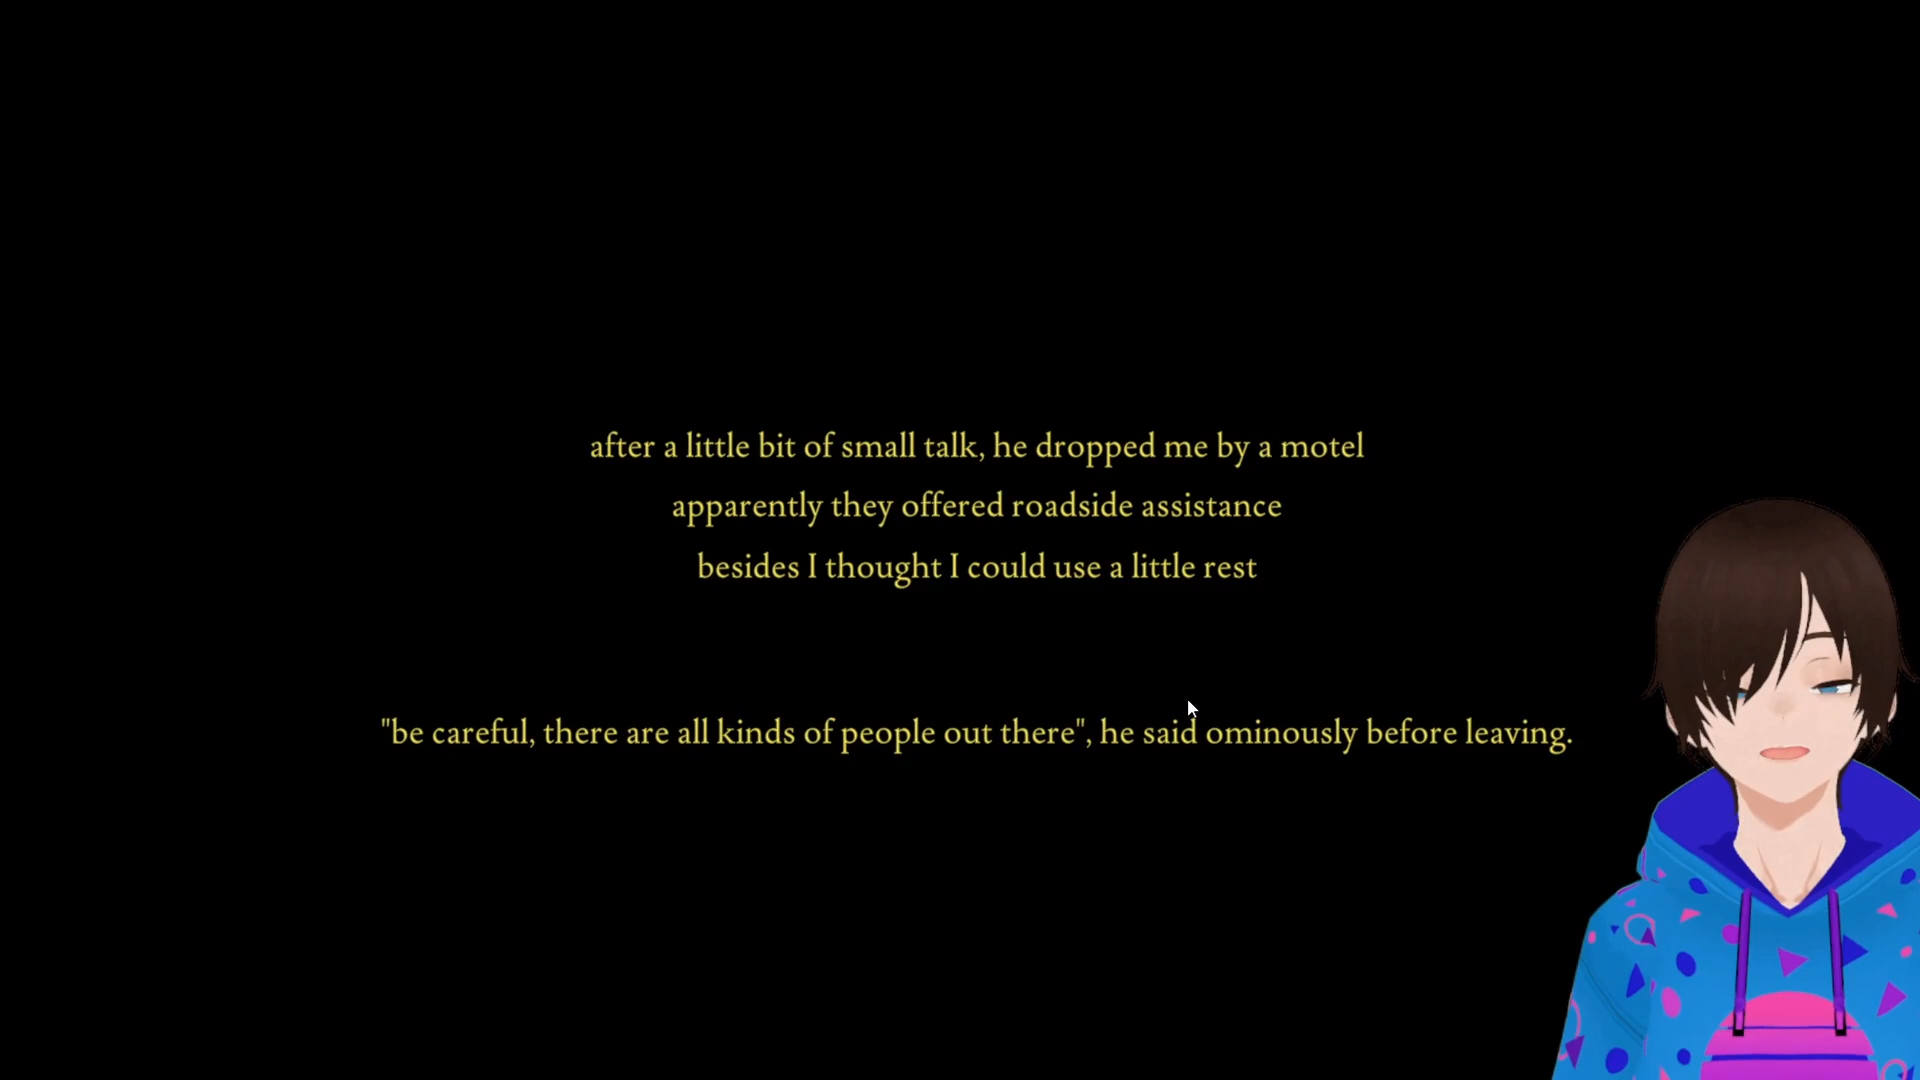 after a little bit of small talk, he dropped me by a motel
apparently they offered roadside assistance
besides I thought I could use a little rest
"be careful, there are all kinds of people out there", he said ominously before leaving.